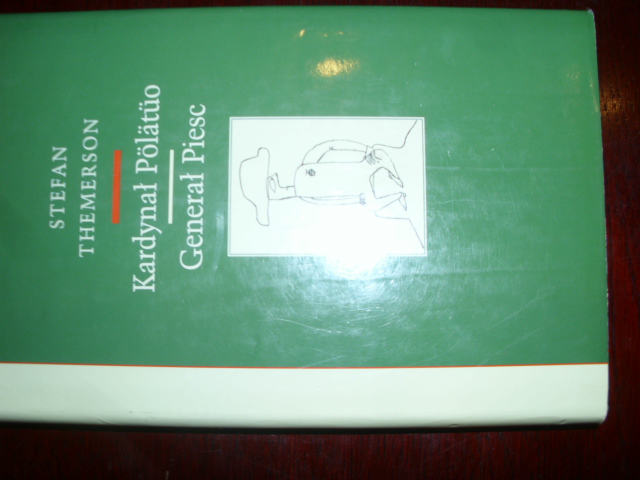 STEFAN
THEMERSON
Kardynał Pölätüo
Generał Piesc